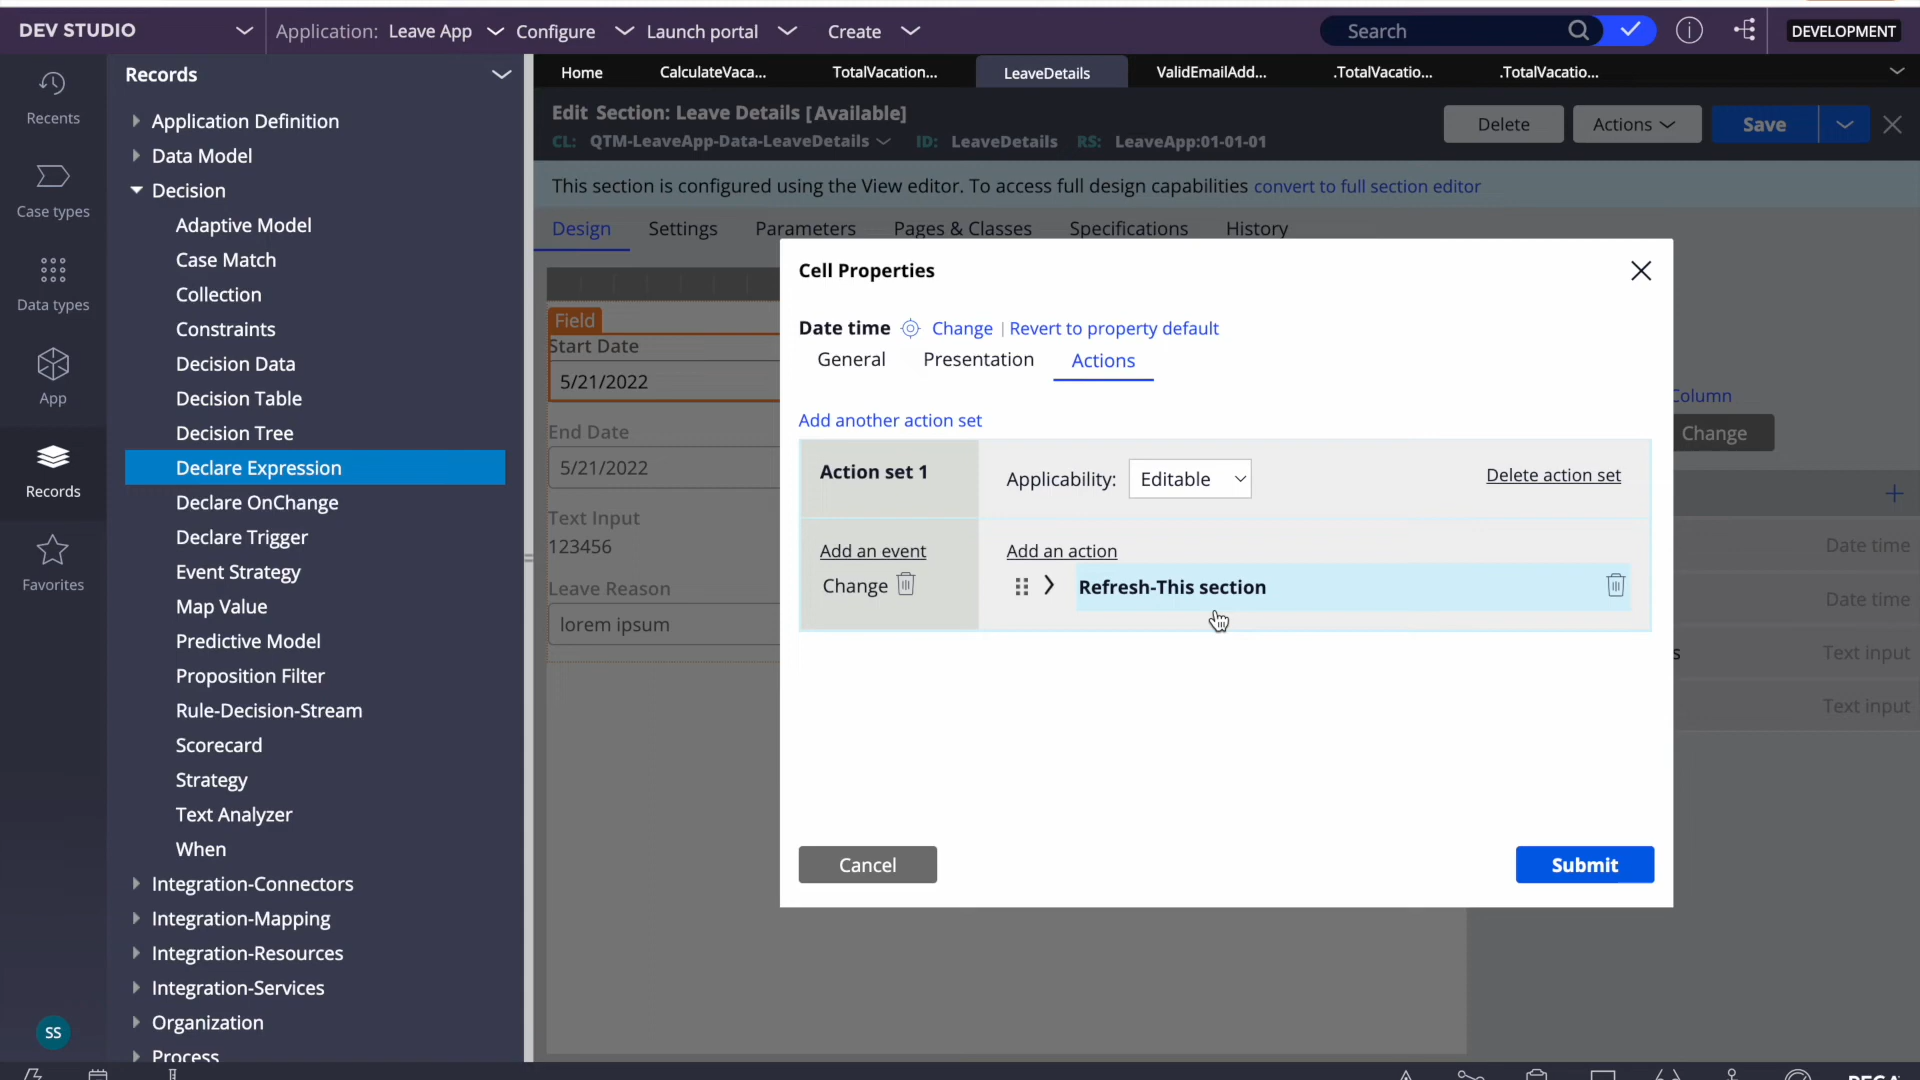 DEV STUDIO
Application: Leave App
Configure
Launch portal
Create
Search
DEVELOPMENT
Recents
Case types
Data types
App
Records
Favorites
SS
Records
Application Definition
Data Model
Decision
Adaptive Model
Case Match
Collection
Constraints
Decision Data
Decision Table
Decision Tree
Declare Expression
Declare OnChange
Declare Trigger
Event Strategy
Map Value
Predictive Model
Proposition Filter
Rule-Decision-Stream
Scorecard
Strategy
Text Analyzer
When
Integration-Connectors
Integration-Mapping
Integration-Resources
Integration-Services
Organization
Process
Home
CalculateVaca...
TotalVacation...
LeaveDetails
ValidEmailAdd...
.TotalVacatio...
.TotalVacatio...
Edit Section: Leave Details [Available]
CL: QTM-LeaveApp-Data-LeaveDetails ID: LeaveDetails RS: LeaveApp:01-01-01
Delete
Actions
Save
This section is configured using the View editor. To access full design capabilities convert to full section editor
Design
Settings
Parameters
Pages & Classes
Specifications
History
Field
Start Date
5/21/2022
End Date
5/21/2022
Text Input
123456
Leave Reason
lorem ipsum
Cell Properties
Date time Change | Revert to property default
General
Presentation
Actions
Add another action set
Action set 1
Applicability: Editable
Delete action set
Add an event
Add an action
Change
Refresh-This section
Cancel
Submit
Column
Change
Date time
Date time
s
Text input
Text input
PEGA